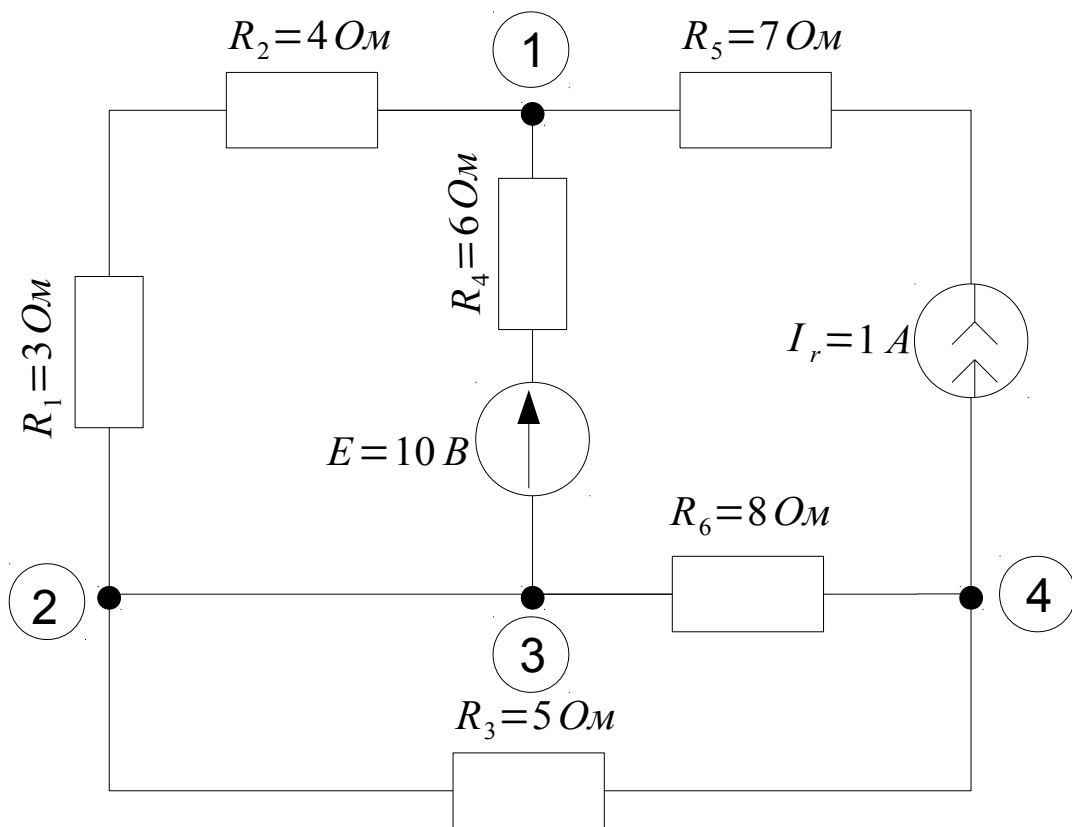 R₂=4 Ом
1
R₅=7 Ом
R₄=6 Ом
R₁=3 Ом
I_r=1 A
E=10 В
R₆=8 Ом
2
3
4
R₃=5 Ом